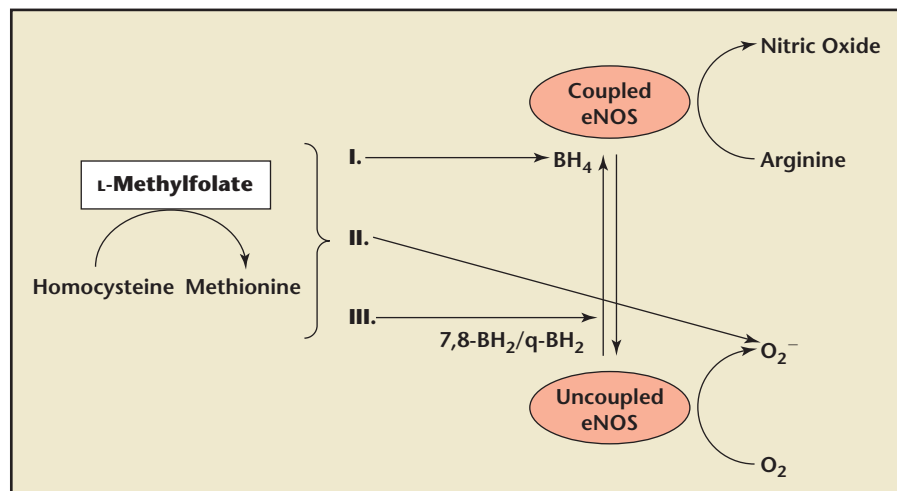 Nitric Oxide
Coupled
eNOS
I.
BH₄
Arginine
L-Methylfolate
II.
Homocysteine Methionine
III.
7,8-BH₂/q-BH₂
O₂⁻
Uncoupled
eNOS
O₂